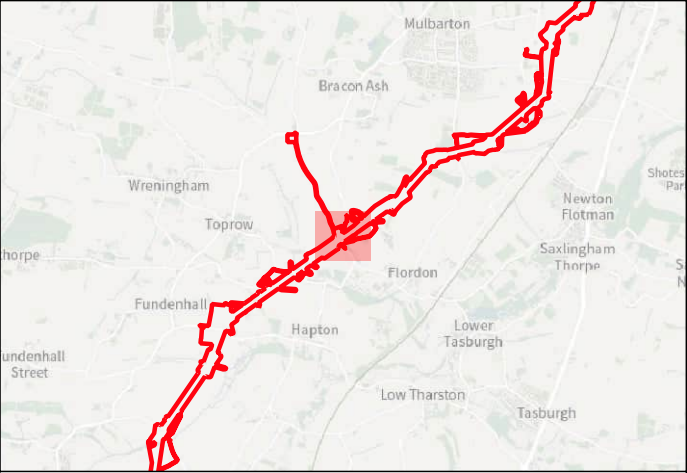 Mulbarton
Bracon Ash
Wreningham
Shotes
Par
Newton
Flotman
Toprow
Saxlingham
Thorpe
horpe
S
N
Flordon
Fundenhall
Hapton
Lower
Tasburgh
undenhall
Street
Low Tharston
Tasburgh